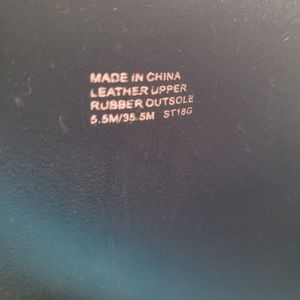 MADE IN CHINA
LEATHER UPPER
RUBBER OUTSOLE
5.5M/35.5M ST18G